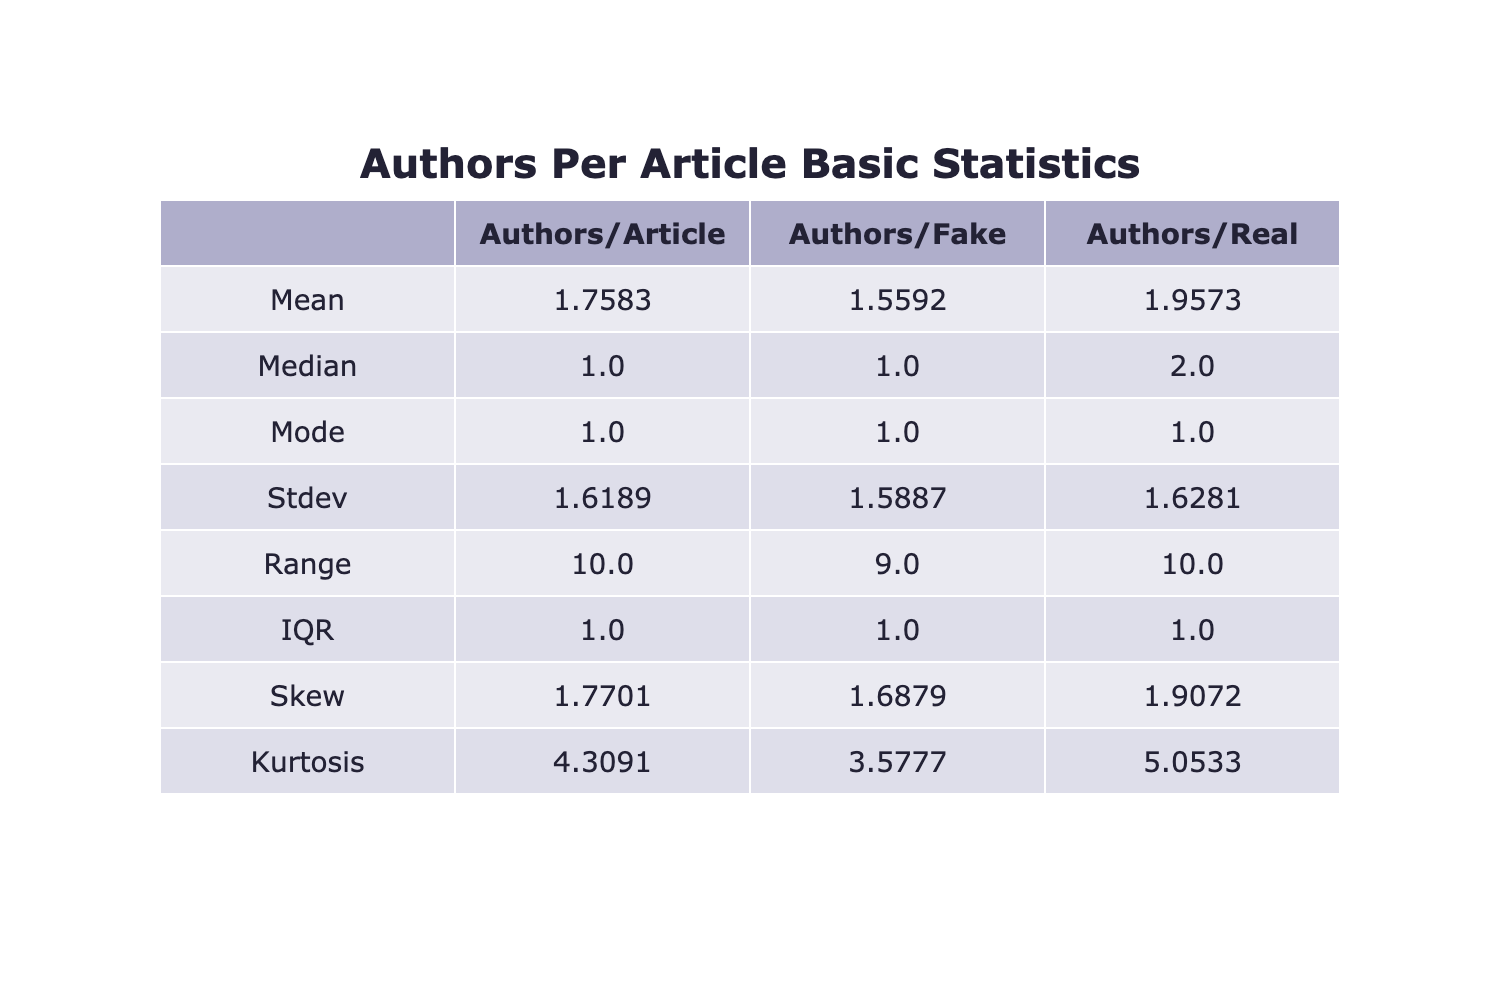 Authors Per Article Basic Statistics
Authors/Article Authors/Fake Authors/Real
Mean 1.7583 1.5592 1.9573
Median 1.0 1.0 2.0
Mode 1.0 1.0 1.0
Stdev 1.6189 1.5887 1.6281
Range 10.0 9.0 10.0
IQR 1.0 1.0 1.0
Skew 1.7701 1.6879 1.9072
Kurtosis 4.3091 3.5777 5.0533